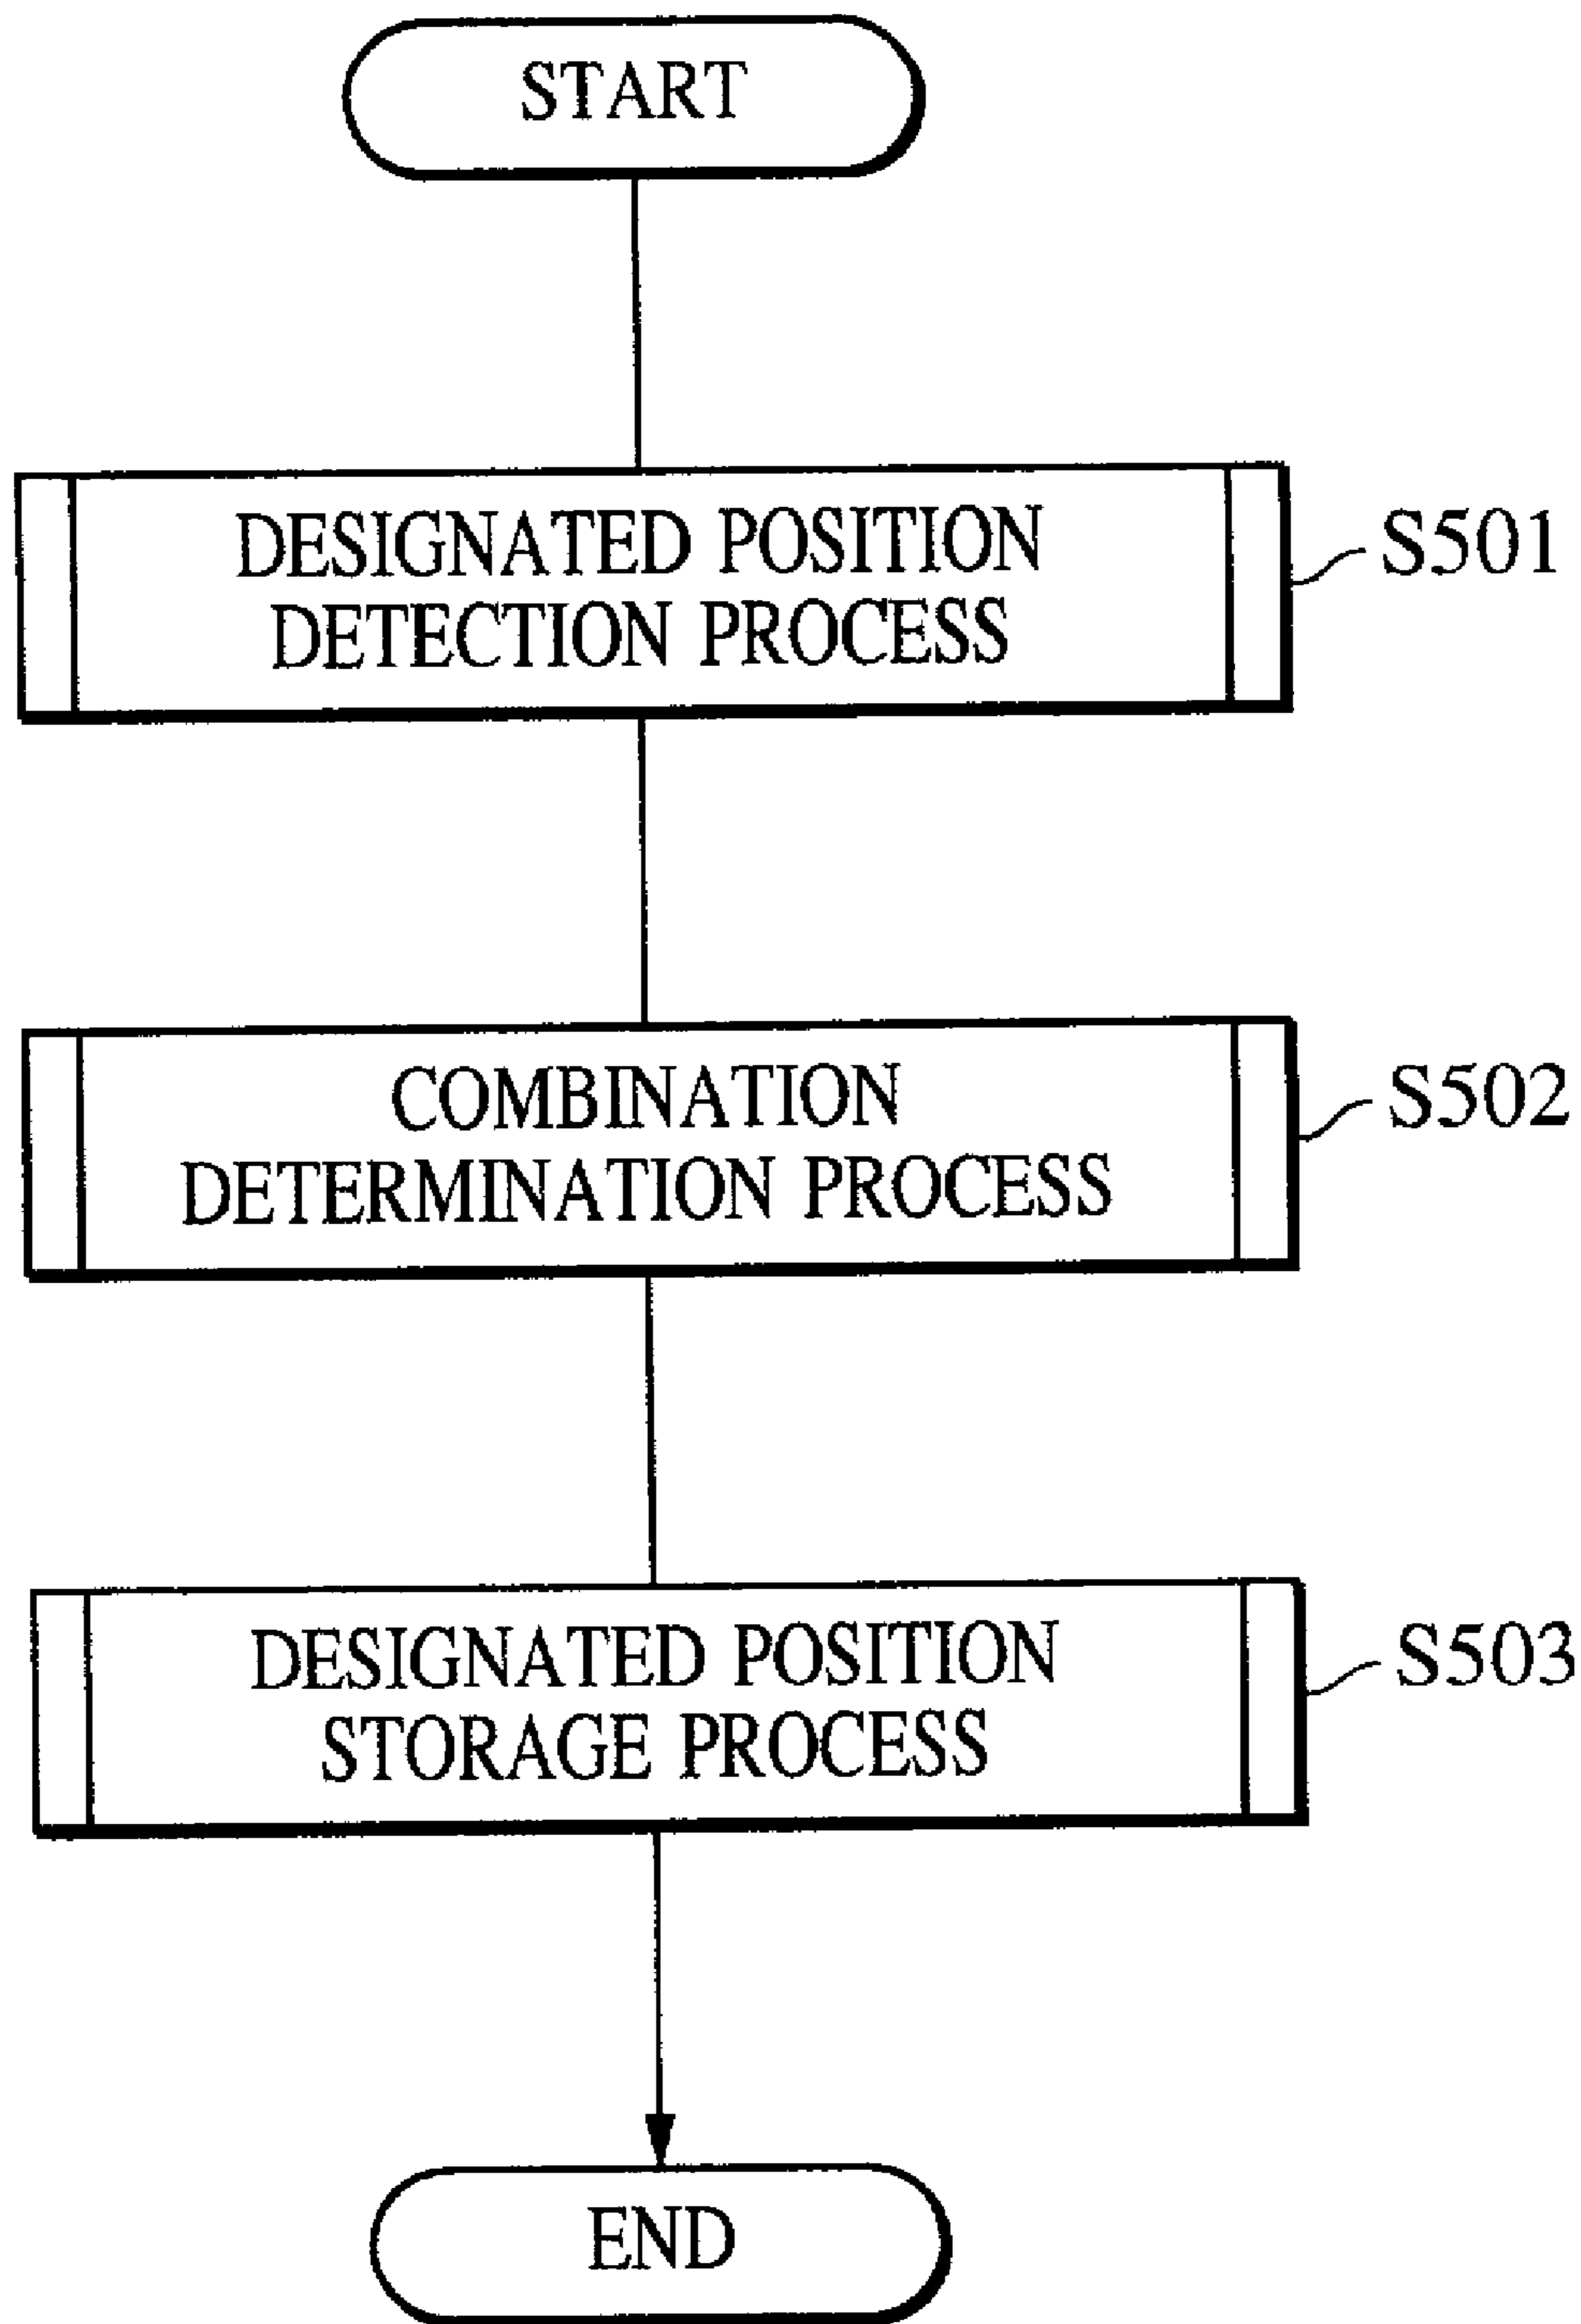 START
DESIGNATED POSITION
DETECTION PROCESS
S501
COMBINATION
DETERMINATION PROCESS
S502
DESIGNATED POSITION
STORAGE PROCESS
S503
END